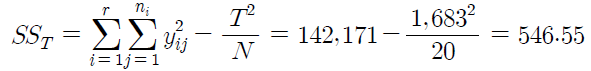 SS_T = \sum_{i=1}^{r} \sum_{j=1}^{n_i} y_{ij}^2 - \frac{T^2}{N} = 142,171 - \frac{1,683^2}{20} = 546.55